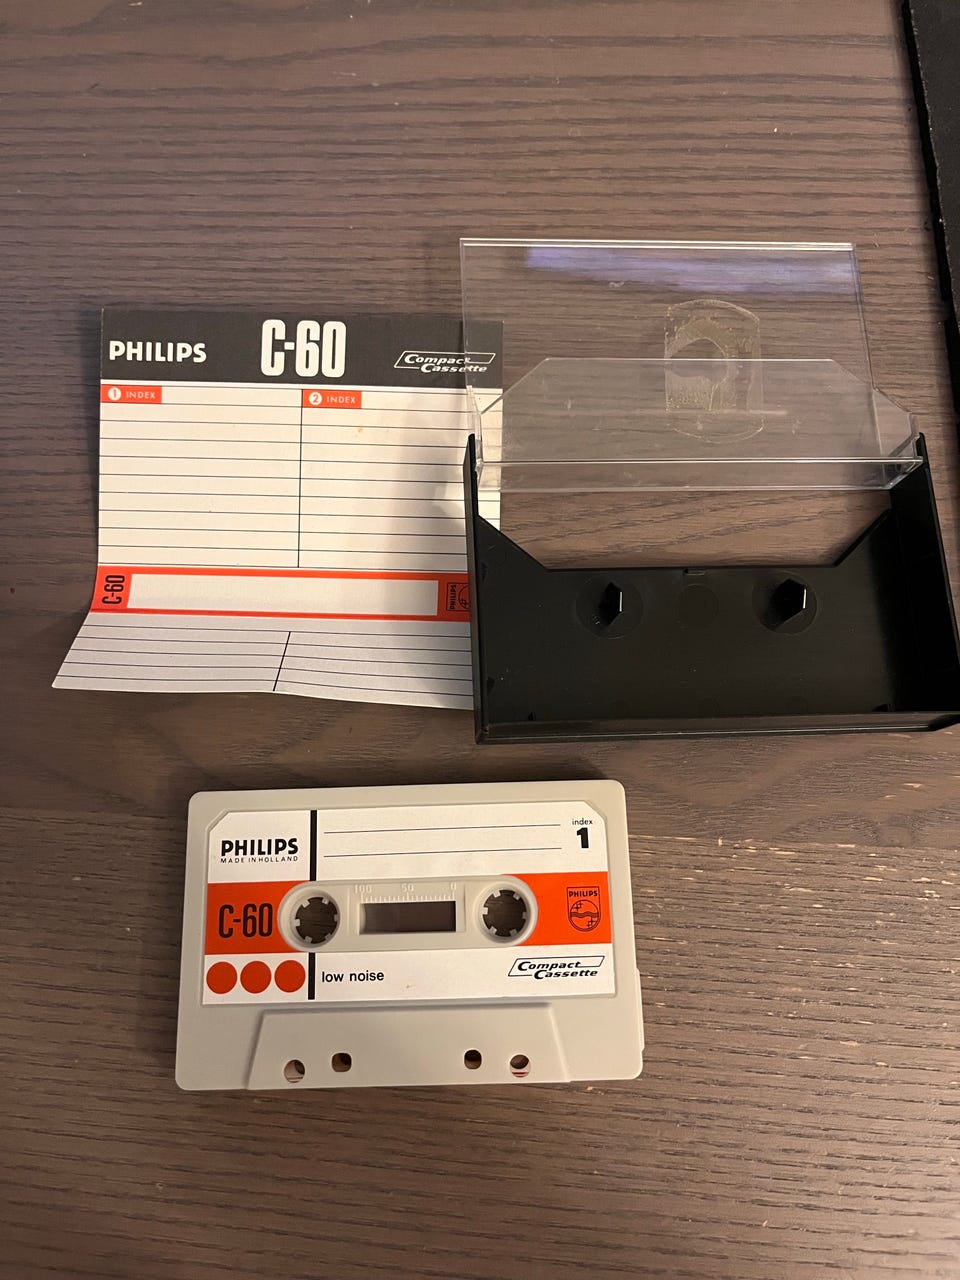 PHILIPS
C-60
Compact
Cassette
1 INDEX
2 INDEX
C-60
PHILIPS
PHILIPS
MADE IN HOLLAND
index
1
100 50 0
C-60
PHILIPS
low noise
Compact
Cassette